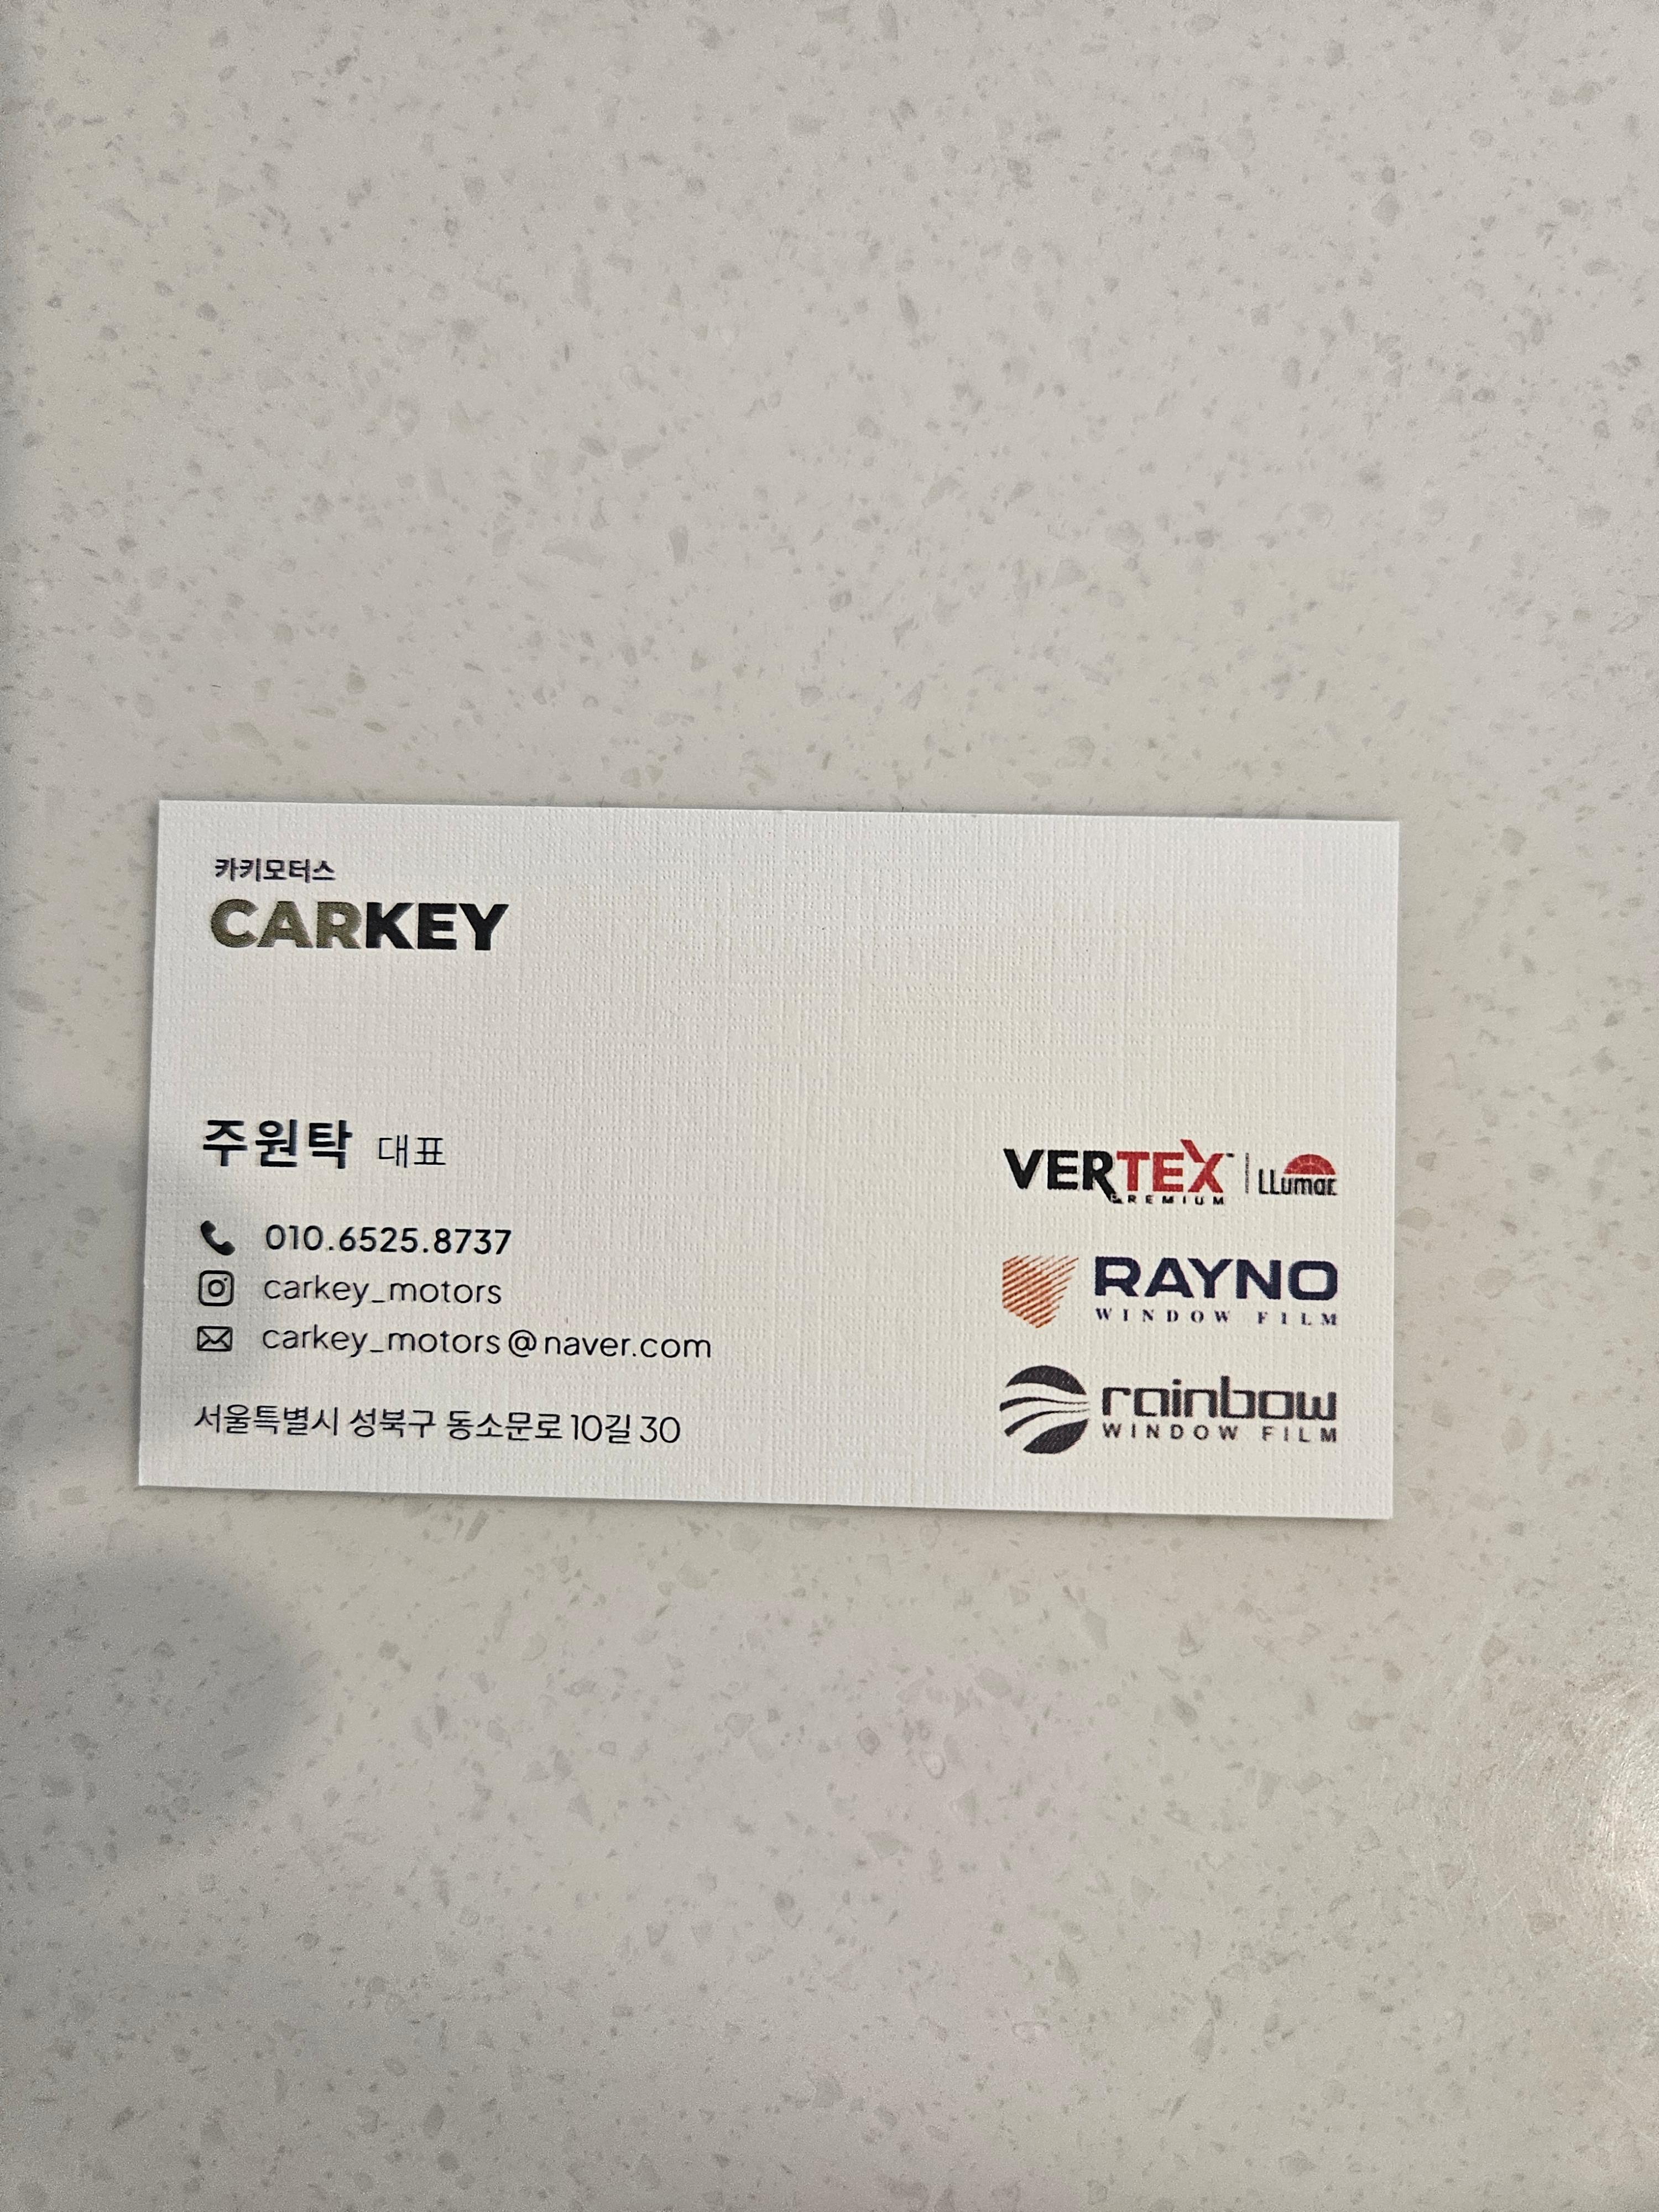 카키모터스
CARKEY
주원탁 대표
010.6525.8737
carkey_motors
carkey_motors@naver.com
서울특별시 성북구 동소문로 10길 30
VERTEX™ | LLumar
PREMIUM
RAYNO
WINDOW FILM
rainbow
WINDOW FILM